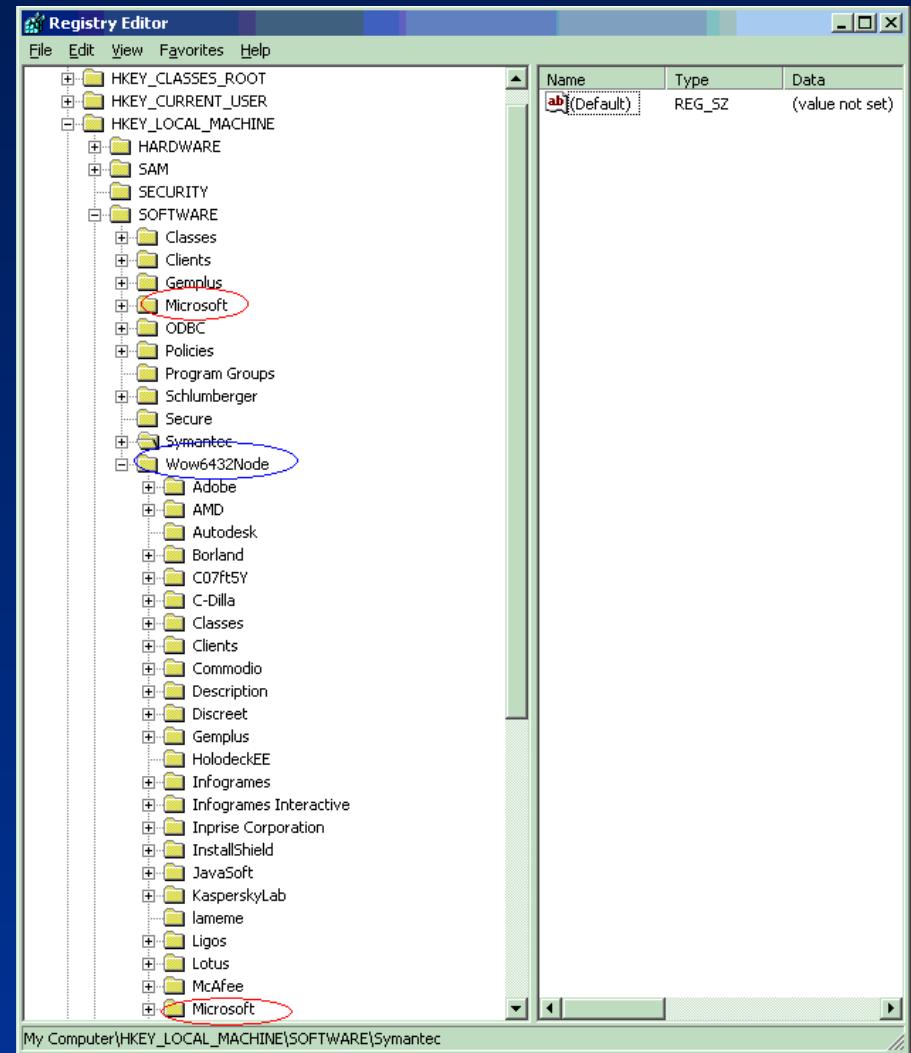 Registry Editor
File Edit View Favorites Help
HKEY_CLASSES_ROOT
HKEY_CURRENT_USER
HKEY_LOCAL_MACHINE
HARDWARE
SAM
SECURITY
SOFTWARE
Classes
Clients
Gemplus
Microsoft
ODBC
Policies
Program Groups
Schlumberger
Secure
Symantec
Wow6432Node
Adobe
AMD
Autodesk
Borland
C07ft5Y
C-Dilla
Classes
Clients
Commodio
Description
Discreet
Gemplus
HolodeckEE
Infogrames
Infogrames Interactive
Inprise Corporation
InstallShield
JavaSoft
KasperskyLab
lameme
Ligos
Lotus
McAfee
Microsoft
Name Type Data
ab (Default) REG_SZ (value not set)
My Computer\HKEY_LOCAL_MACHINE\SOFTWARE\Symantec